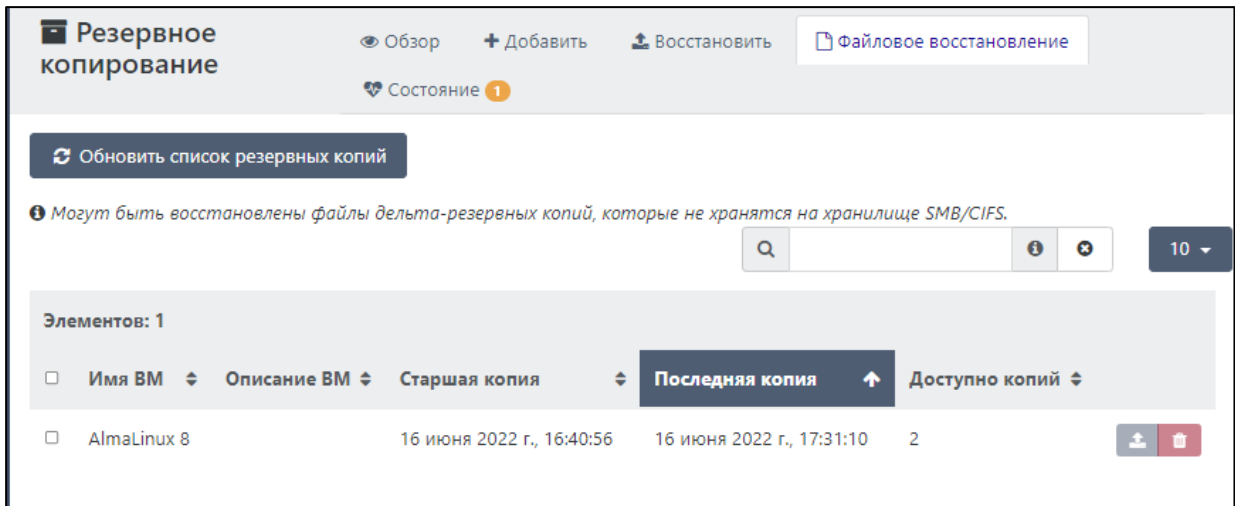 Резервное копирование
Обзор Добавить Восстановить Файловое восстановление
Состояние 1
Обновить список резервных копий
Могут быть восстановлены файлы дельта-резервных копий, которые не хранятся на хранилище SMB/CIFS.
10
Элементов: 1
Имя ВМ Описание ВМ Старшая копия Последняя копия Доступно копий
AlmaLinux 8 16 июня 2022 г., 16:40:56 16 июня 2022 г., 17:31:10 2